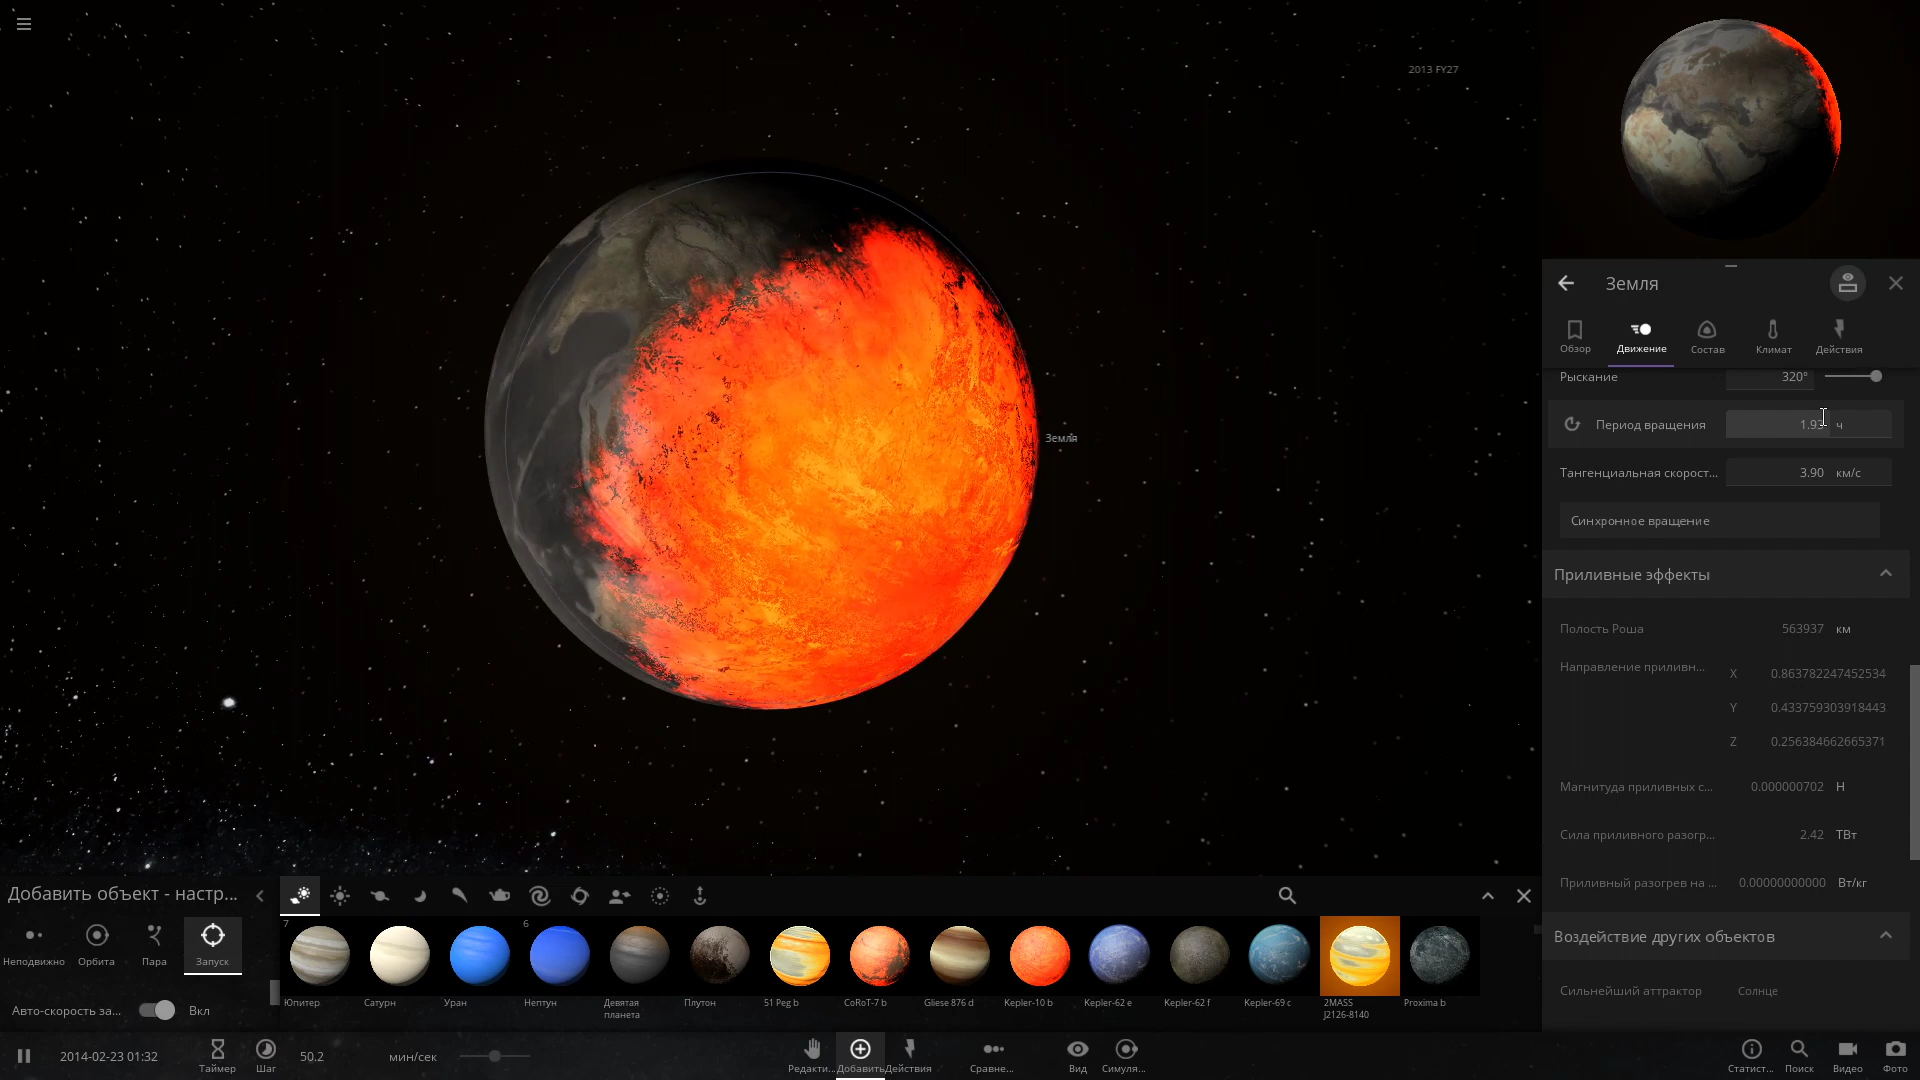 2013 FY27
Земля
Земля
Обзор
Движение
Состав
Климат
Действия
Рыскание 320°
Период вращения 1.93 ч
Тангенциальная скорост... 3.90 км/с
Синхронное вращение
Приливные эффекты
Полость Роша 563937 км
Направление приливн... X 0.863782247452534
Y 0.433759303918443
Z 0.256384662665371
Магнитуда приливных с... 0.000000702 Н
Сила приливного разогр... 2.42 ТВт
Приливный разогрев на ... 0.00000000000 Вт/кг
Воздействие других объектов
Сильнейший аттрактор Солнце
Добавить объект - настр...
Неподвижно
Орбита
Пара
Запуск
Авто-скорость за... Вкл
7
6
Юпитер
Сатурн
Уран
Нептун
Девятая
планета
Плутон
51 Peg b
CoRoT-7 b
Gliese 876 d
Kepler-10 b
Kepler-62 e
Kepler-62 f
Kepler-69 c
2MASS
J2126-8140
Proxima b
2014-02-23 01:32
Таймер
Шаг
50.2 мин/сек
Редакти...
Добавить
Действия
Сравне...
Вид
Симуля...
Статист...
Поиск
Видео
Фото